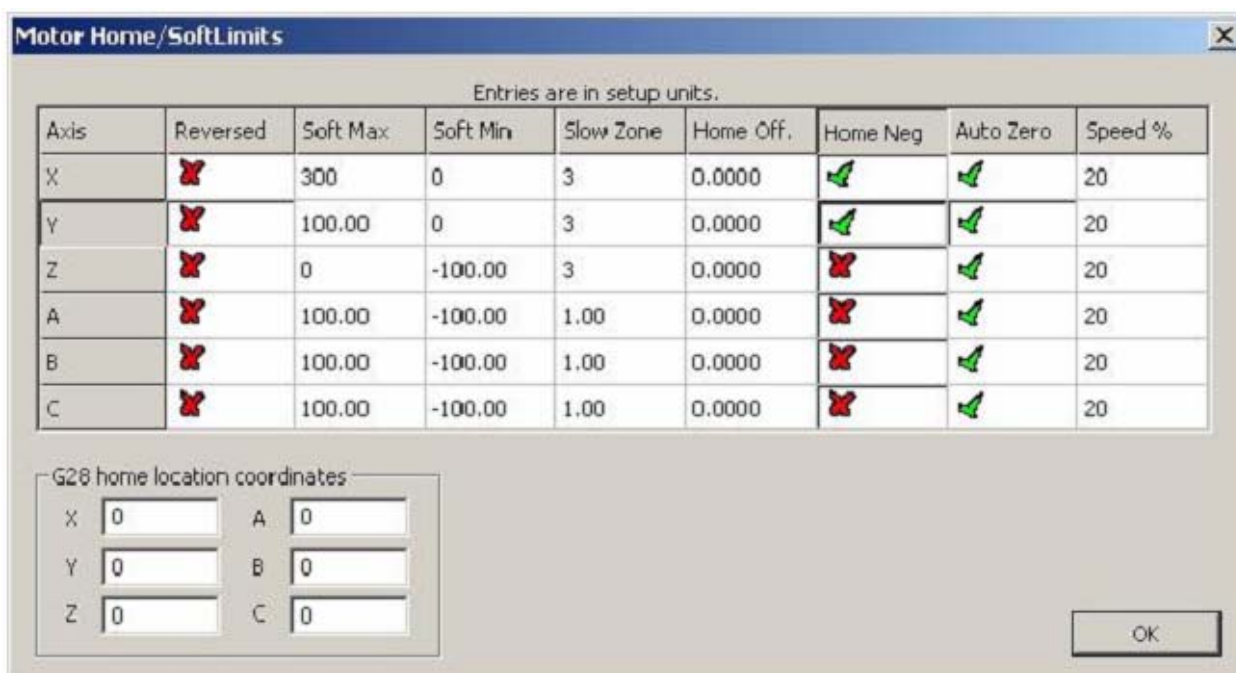 Motor Home/SoftLimits
Entries are in setup units.
Axis Reversed Soft Max Soft Min Slow Zone Home Off. Home Neg Auto Zero Speed %
X 300 0 3 0.0000 20
Y 100.00 0 3 0.0000 20
Z 0 -100.00 3 0.0000 20
A 100.00 -100.00 1.00 0.0000 20
B 100.00 -100.00 1.00 0.0000 20
C 100.00 -100.00 1.00 0.0000 20
G28 home location coordinates
X 0 A 0
Y 0 B 0
Z 0 C 0
OK